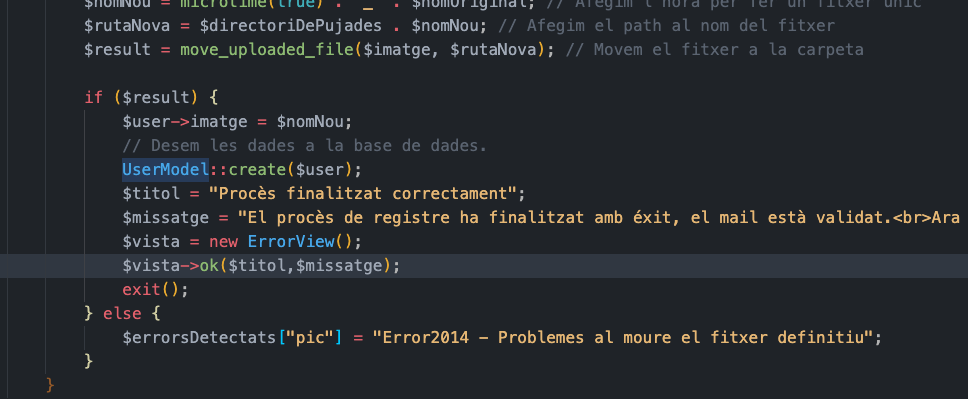 $nomNou = microtime(true) . "_" . $nomOriginal; // Afegim l'hora per fer un fitxer únic
$rutaNova = $directoriDePujades . $nomNou; // Afegim el path al nom del fitxer
$result = move_uploaded_file($imatge, $rutaNova); // Movem el fitxer a la carpeta
if ($result) {
$user->imatge = $nomNou;
// Desem les dades a la base de dades.
UserModel::create($user);
$titol = "Procès finalitzat correctament";
$missatge = "El procès de registre ha finalitzat amb éxit, el mail està validat.<br>Ara
$vista = new ErrorView();
$vista->ok($titol,$missatge);
exit();
} else {
$errorsDetectats["pic"] = "Error2014 - Problemes al moure el fitxer definitiu";
}
}